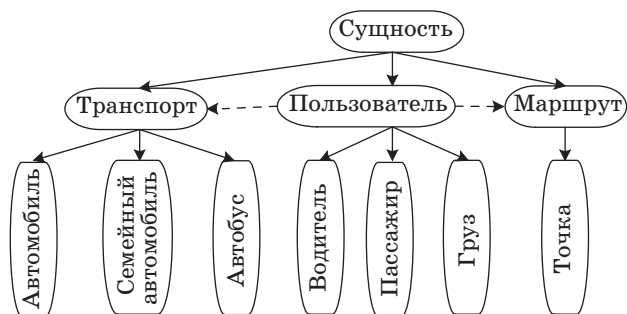 Сущность
Транспорт
Пользователь
Маршрут
Автомобиль
Семейный
автомобиль
Автобус
Водитель
Пассажир
Груз
Точка